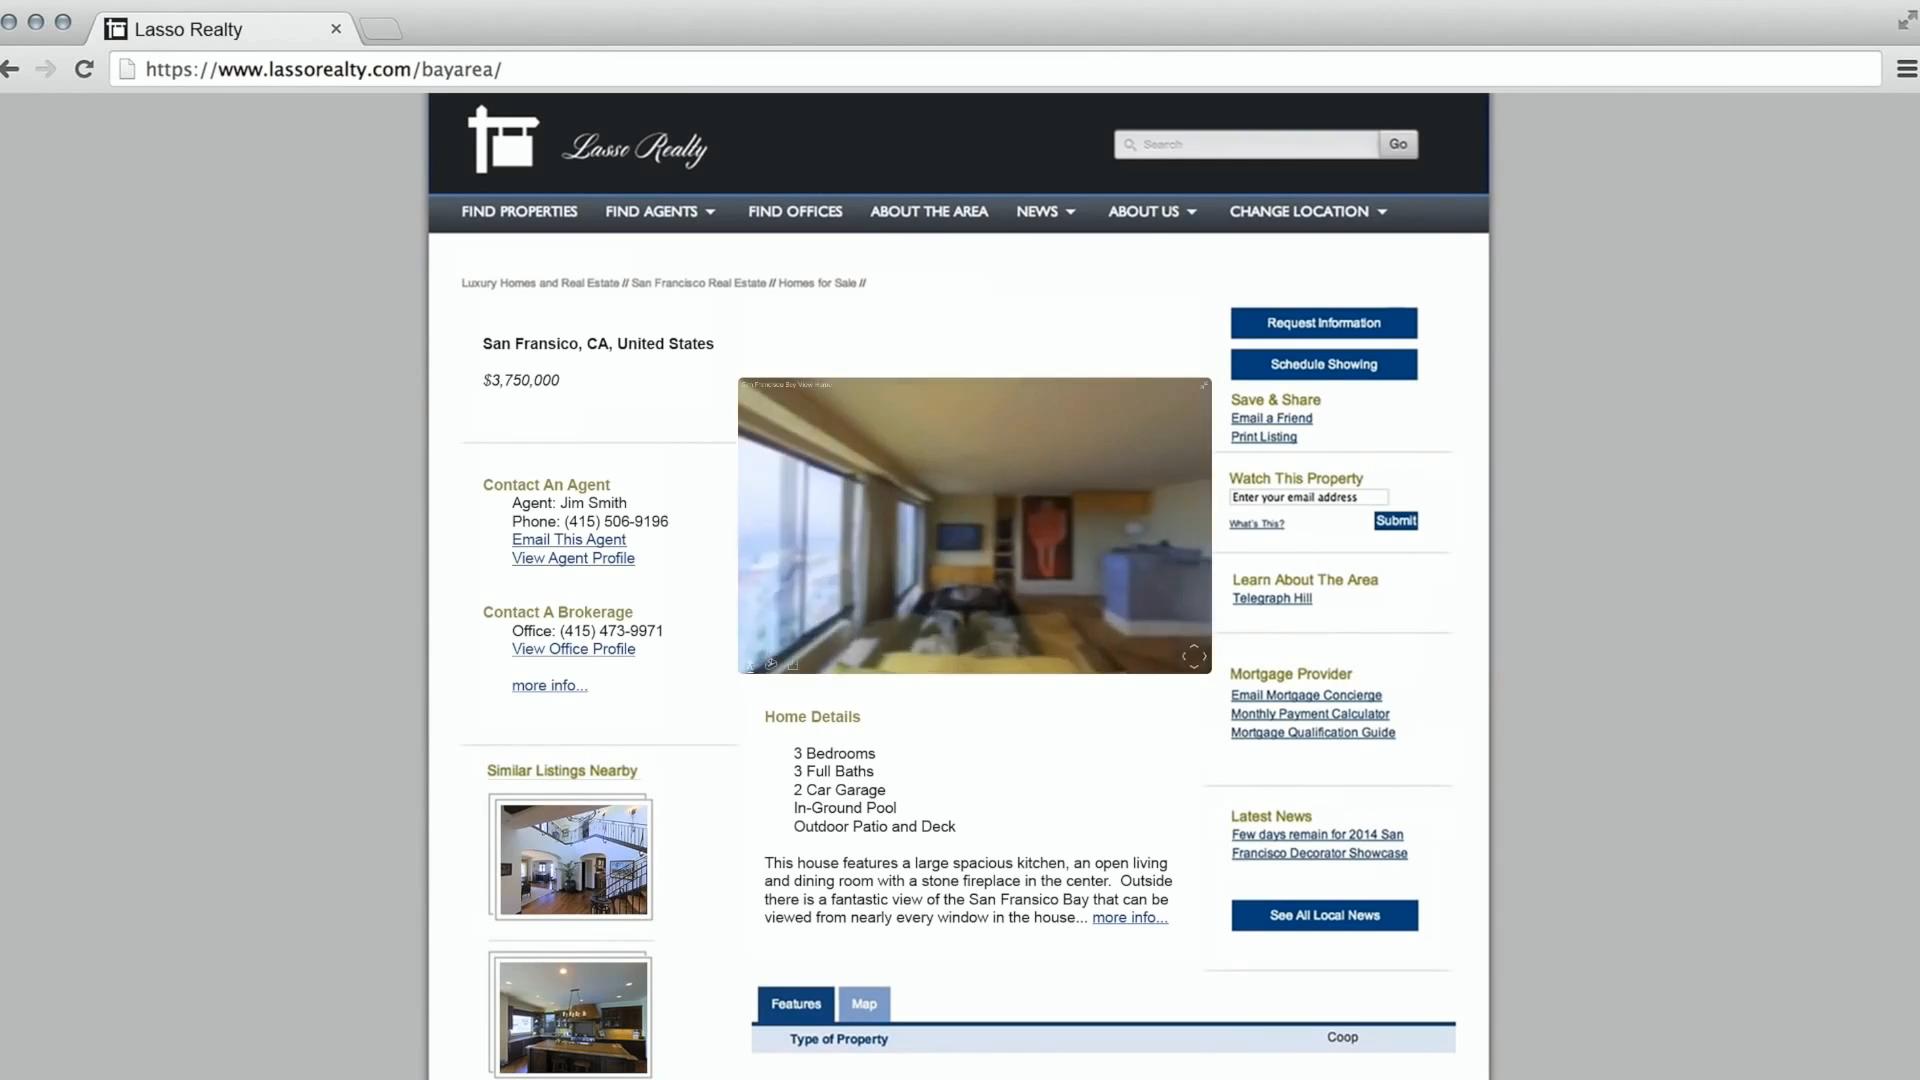 Lasso Realty
https://www.lassorealty.com/bayarea/
Lasso Realty
Search
Go
FIND PROPERTIES
FIND AGENTS
FIND OFFICES
ABOUT THE AREA
NEWS
ABOUT US
CHANGE LOCATION
Luxury Homes and Real Estate // San Francisco Real Estate // Homes for Sale //
San Fransico, CA, United States
$3,750,000
Contact An Agent
Agent: Jim Smith
Phone: (415) 506-9196
Email This Agent
View Agent Profile
Contact A Brokerage
Office: (415) 473-9971
View Office Profile
more info...
Similar Listings Nearby
San Francisco Bay View Home
Home Details
3 Bedrooms
3 Full Baths
2 Car Garage
In-Ground Pool
Outdoor Patio and Deck
This house features a large spacious kitchen, an open living
and dining room with a stone fireplace in the center. Outside
there is a fantastic view of the San Fransico Bay that can be
viewed from nearly every window in the house... more info...
Features
Map
Type of Property
Coop
Request Information
Schedule Showing
Save & Share
Email a Friend
Print Listing
Watch This Property
Enter your email address
What's This?
Submit
Learn About The Area
Telegraph Hill
Mortgage Provider
Email Mortgage Concierge
Monthly Payment Calculator
Mortgage Qualification Guide
Latest News
Few days remain for 2014 San
Francisco Decorator Showcase
See All Local News